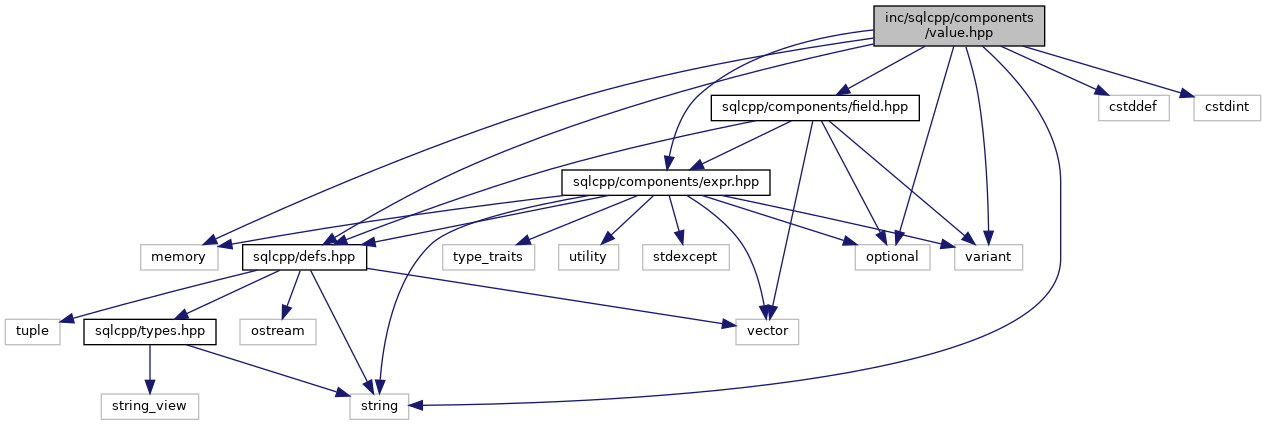 inc/sqlcpp/components
/value.hpp
sqlcpp/components/field.hpp
cstddef
cstdint
sqlcpp/components/expr.hpp
memory
sqlcpp/defs.hpp
type_traits
utility
stdexcept
optional
variant
tuple
sqlcpp/types.hpp
ostream
vector
string_view
string